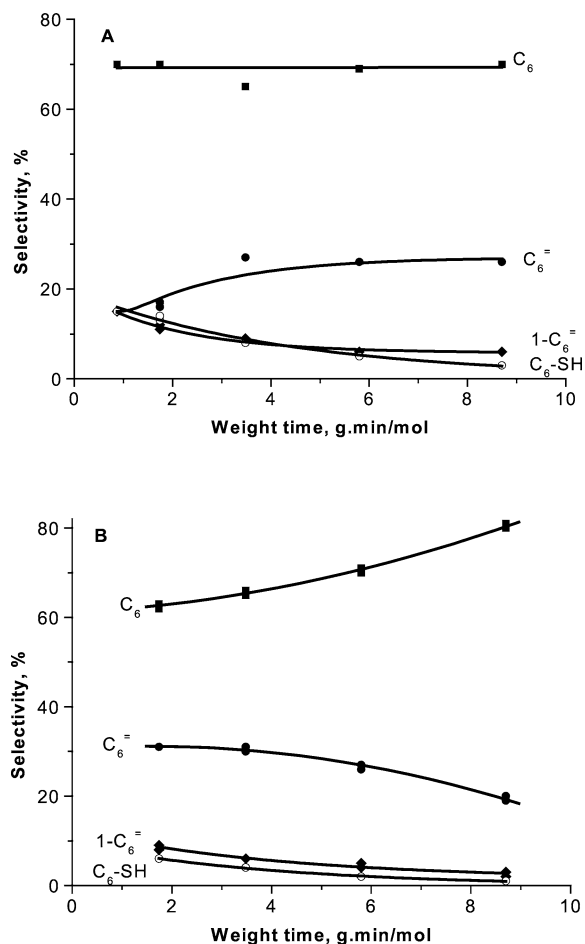 A
80
60
40
20
0
Selectivity, %
C₆
C₆⁼
1-C₆⁼
C₆-SH
0 2 4 6 8 10
Weight time, g.min/mol
B
80
60
40
20
0
Selectivity, %
C₆
C₆⁼
1-C₆⁼
C₆-SH
0 2 4 6 8 10
Weight time, g.min/mol